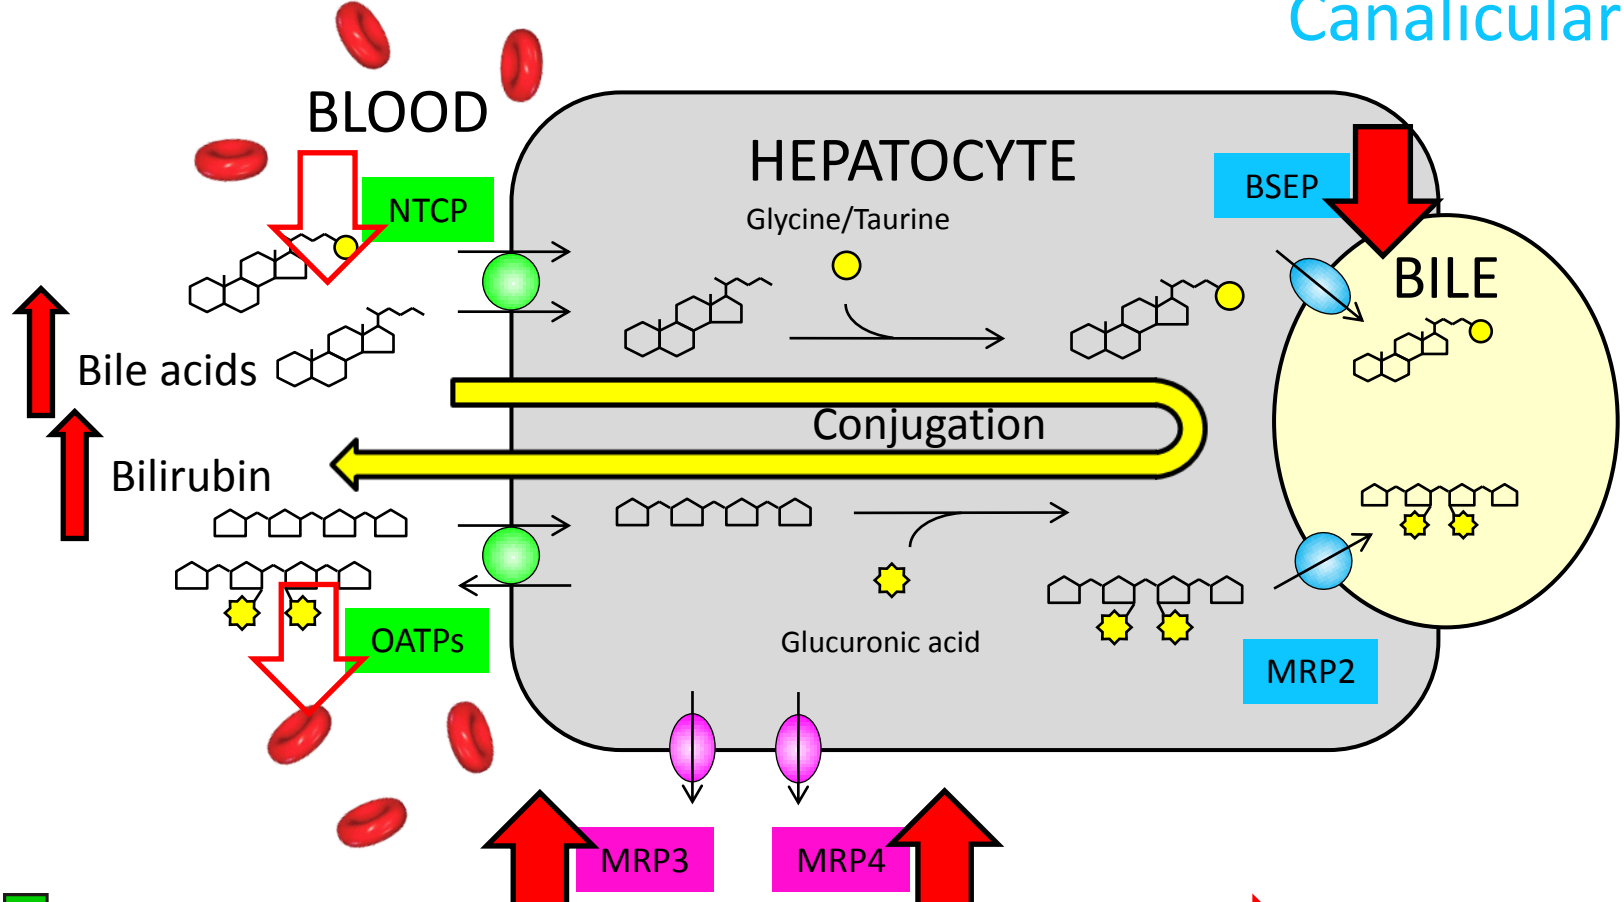 Canalicular
BLOOD
HEPATOCYTE
BSEP
NTCP
Glycine/Taurine
BILE
Bile acids
Conjugation
Bilirubin
OATPs
Glucuronic acid
MRP2
MRP3
MRP4